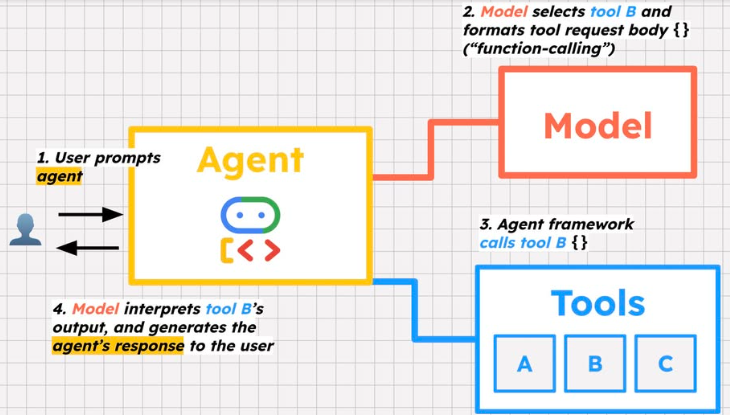 2. Model selects tool B and
formats tool request body {}
("function-calling")
Model
1. User prompts
agent
Agent
3. Agent framework
calls tool B {}
Tools
A B C
4. Model interprets tool B's
output, and generates the
agent's response to the user